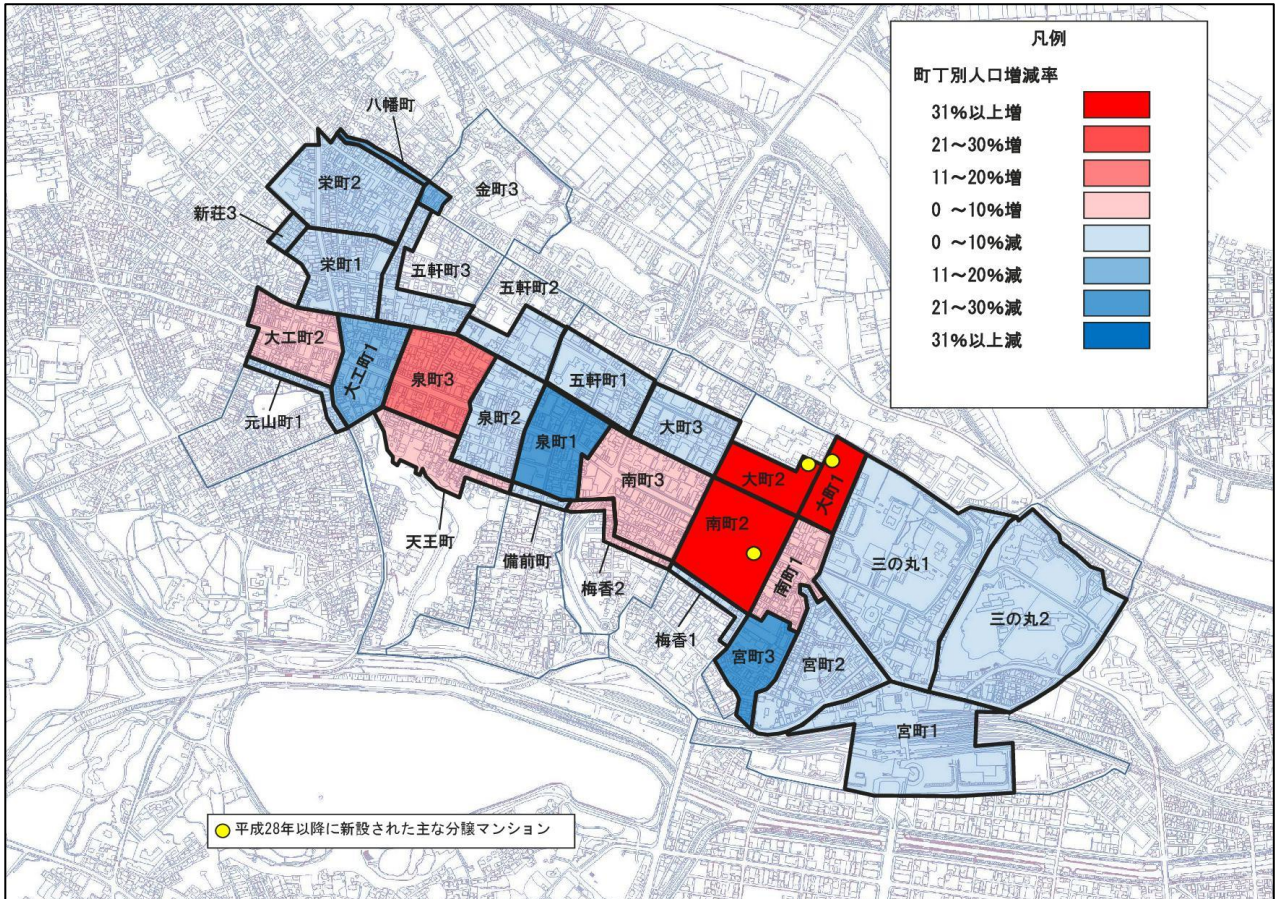 凡例
町丁別人口増減率
31%以上増
21～30%増
11～20%増
0 ～10%増
0 ～10%減
11～20%減
21～30%減
31%以上減
八幡町
栄町2
金町3
新荘3
栄町1
五軒町3
五軒町2
大工町2
大工町1
泉町3
五軒町1
元山町1
泉町2
泉町1
大町3
南町3
大町2
大町1
天王町
南町2
備前町
梅香2
南町1
三の丸1
三の丸2
梅香1
宮町3
宮町2
宮町1
平成28年以降に新設された主な分譲マンション